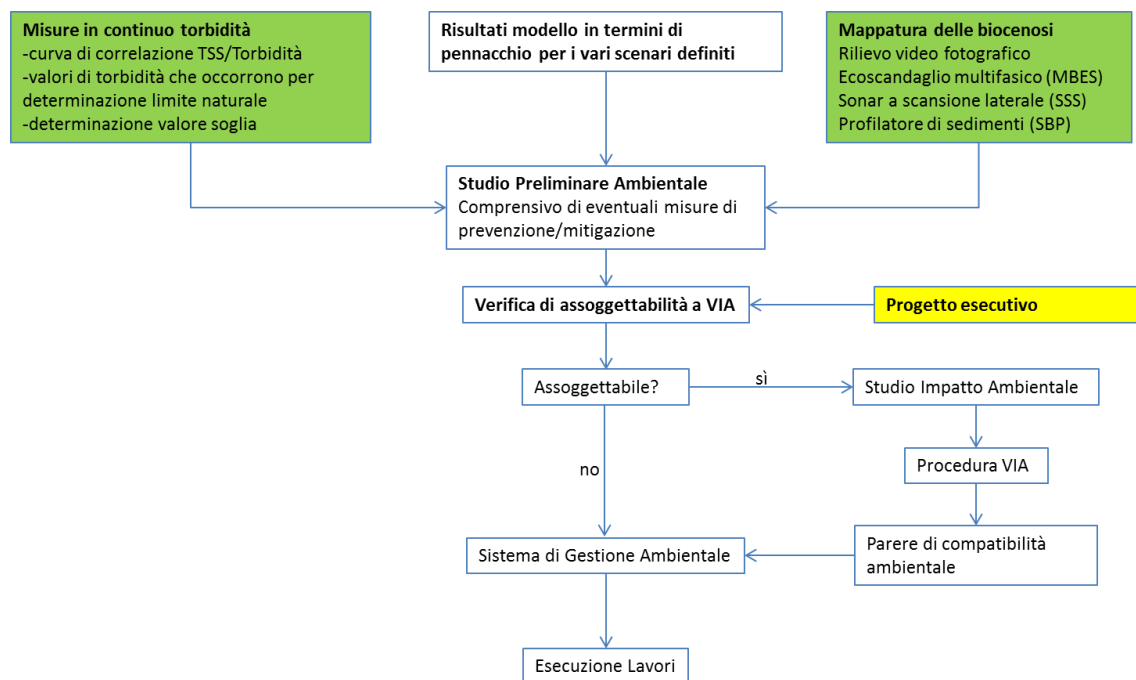 Misure in continuo torbidità
-curva di correlazione TSS/Torbidità
-valori di torbidità che occorrono per
determinazione limite naturale
-determinazione valore soglia
Risultati modello in termini di
pennacchio per i vari scenari definiti
Mappatura delle biocenosi
Rilievo video fotografico
Ecoscandaglio multifasico (MBES)
Sonar a scansione laterale (SSS)
Profilatore di sedimenti (SBP)
Studio Preliminare Ambientale
Comprensivo di eventuali misure di
prevenzione/mitigazione
Verifica di assoggettabilità a VIA
Progetto esecutivo
Assoggettabile?
sì
Studio Impatto Ambientale
no
Procedura VIA
Sistema di Gestione Ambientale
Parere di compatibilità
ambientale
Esecuzione Lavori